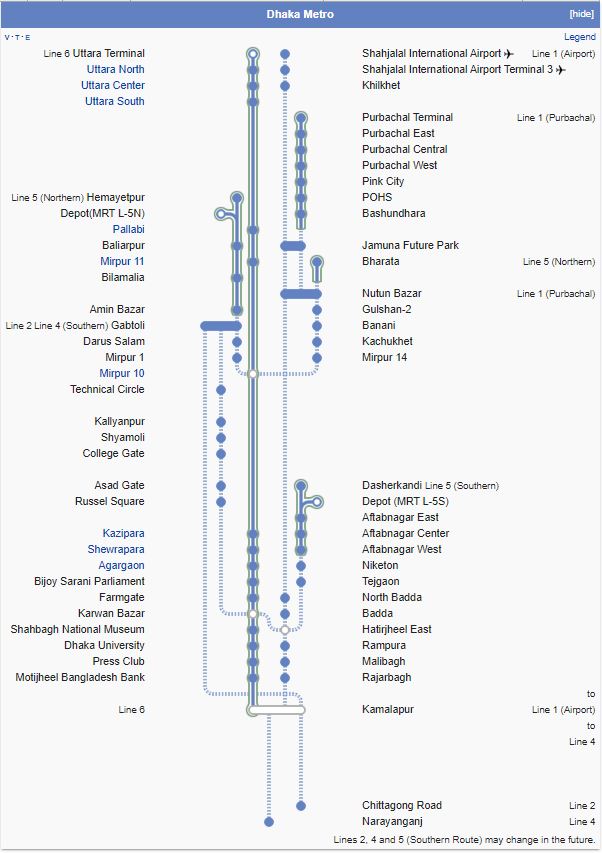 Dhaka Metro [hide]
V·T·E Legend
Line 6 Uttara Terminal Shahjalal International Airport ✈ Line 1 (Airport)
Uttara North Shahjalal International Airport Terminal 3 ✈
Uttara Center Khilkhet
Uttara South
Purbachal Terminal Line 1 (Purbachal)
Purbachal East
Purbachal Central
Purbachal West
Pink City
Line 5 (Northern) Hemayetpur POHS
Depot(MRT L-5N) Bashundhara
Pallabi
Baliarpur Jamuna Future Park
Mirpur 11 Bharata Line 5 (Northern)
Bilamalia
Nutun Bazar Line 1 (Purbachal)
Amin Bazar Gulshan-2
Line 2 Line 4 (Southern) Gabtoli Banani
Darus Salam Kachukhet
Mirpur 1 Mirpur 14
Mirpur 10
Technical Circle
Kallyanpur
Shyamoli
College Gate
Asad Gate Dasherkandi Line 5 (Southern)
Russel Square Depot (MRT L-5S)
Aftabnagar East
Kazipara Aftabnagar Center
Shewrapara Aftabnagar West
Agargaon Niketon
Bijoy Sarani Parliament Tejgaon
Farmgate North Badda
Karwan Bazar Badda
Shahbagh National Museum Hatirjheel East
Dhaka University Rampura
Press Club Malibagh
Motijheel Bangladesh Bank Rajarbagh
to
Line 6 Kamalapur Line 1 (Airport)
to
Line 4
Chittagong Road Line 2
Narayanganj Line 4
Lines 2, 4 and 5 (Southern Route) may change in the future.